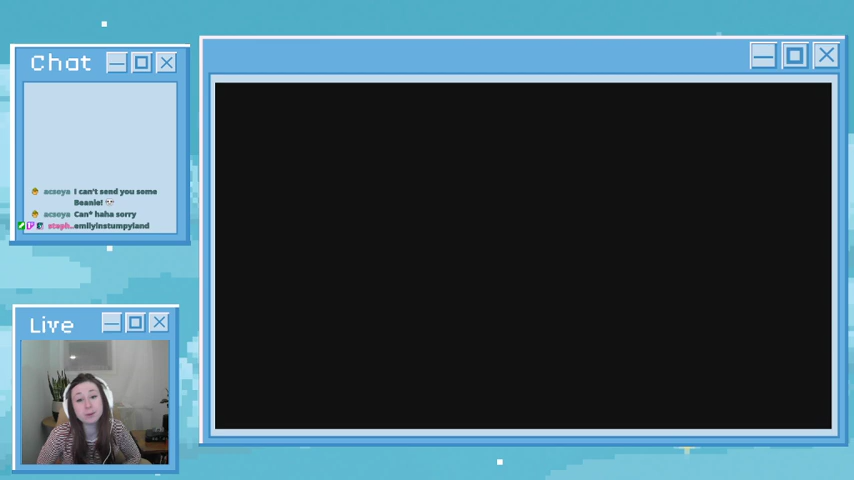 Chat
acsoya I can't send you some
Beanie!
acsoya Can* haha sorry
steph..emilyinstumpyland
Live